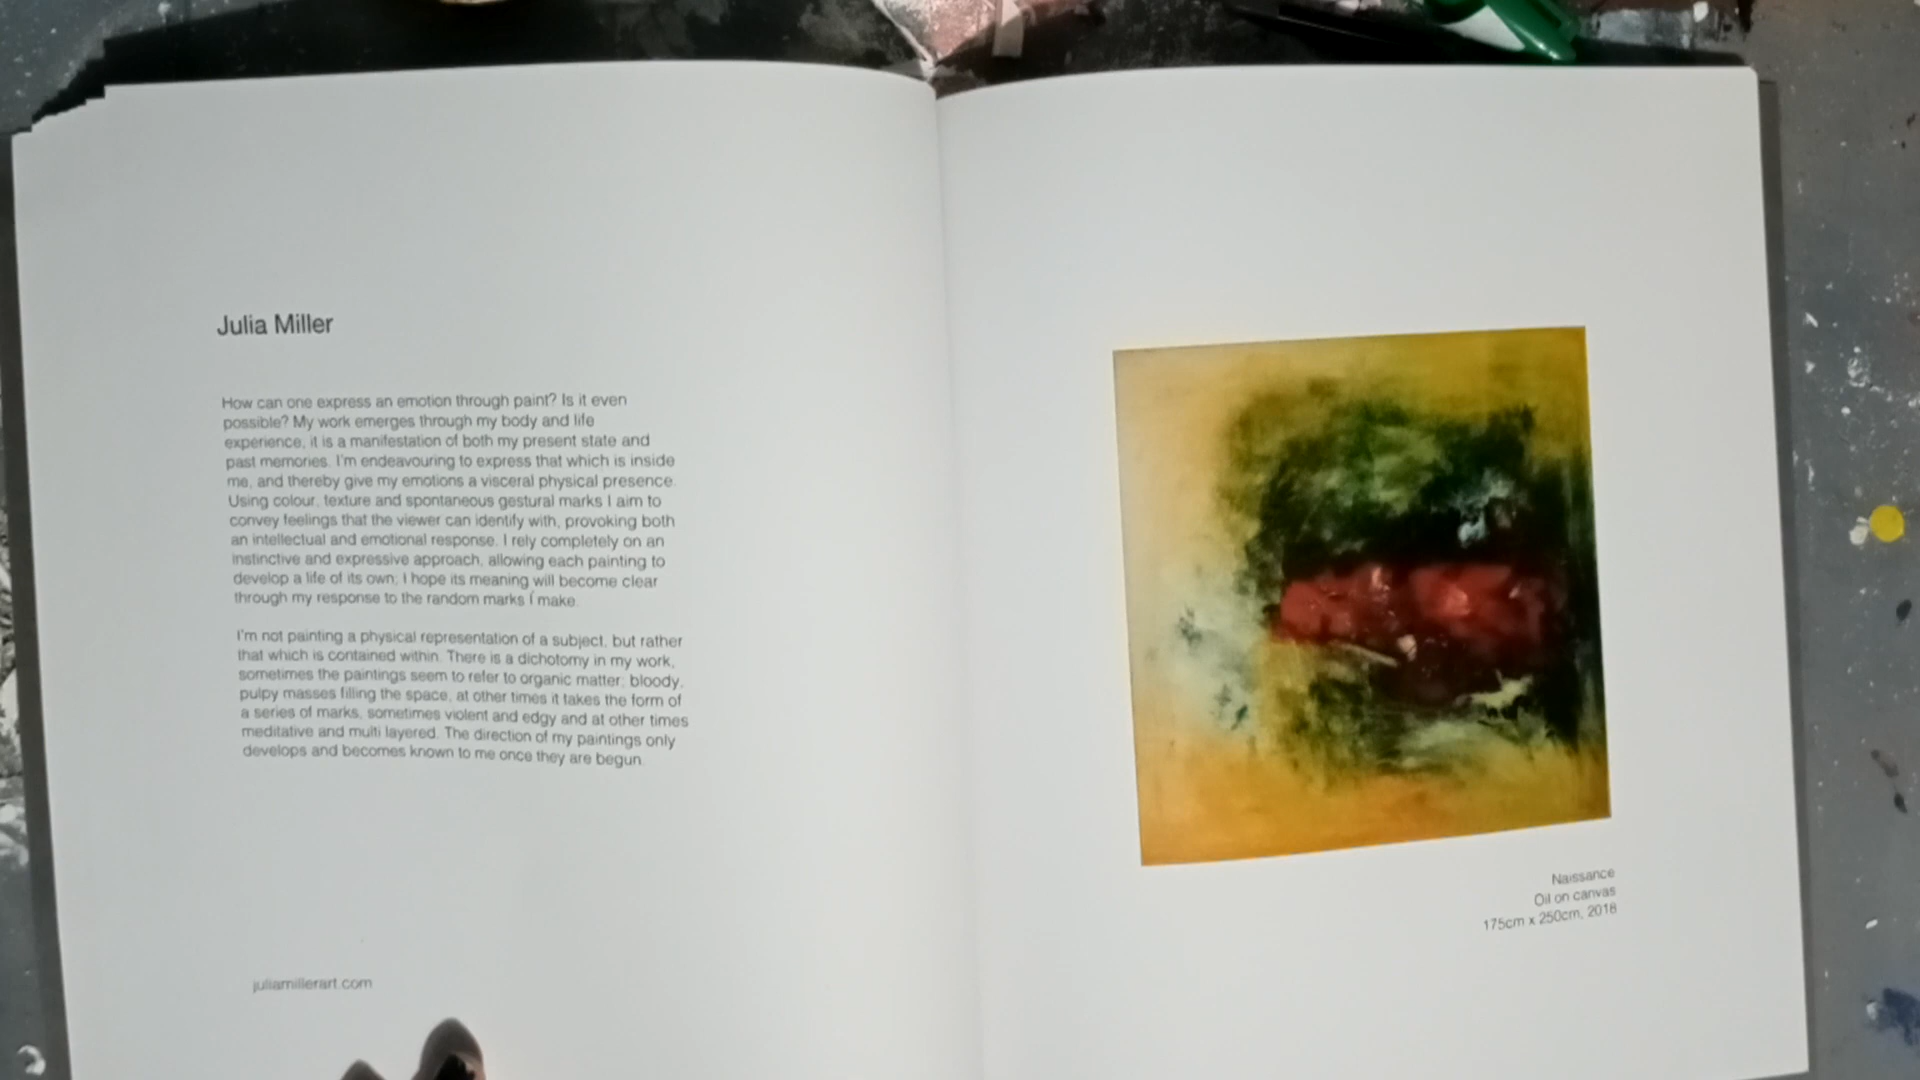 Julia Miller
How can one express an emotion through paint? Is it even
possible? My work emerges through my body and life
experience, it is a manifestation of both my present state and
past memories. I'm endeavouring to express that which is inside
me, and thereby give my emotions a visceral physical presence.
Using colour, texture and spontaneous gestural marks I aim to
convey feelings that the viewer can identify with, provoking both
an intellectual and emotional response. I rely completely on an
instinctive and expressive approach, allowing each painting to
develop a life of its own; I hope its meaning will become clear
through my response to the random marks I make.
I'm not painting a physical representation of a subject, but rather
that which is contained within. There is a dichotomy in my work,
sometimes the paintings seem to refer to organic matter; bloody,
pulpy masses filling the space, at other times it takes the form of
a series of marks, sometimes violent and edgy and at other times
meditative and multi layered. The direction of my paintings only
develops and becomes known to me once they are begun.
juliamillerart.com
Naissance
Oil on canvas
175cm x 250cm, 2018